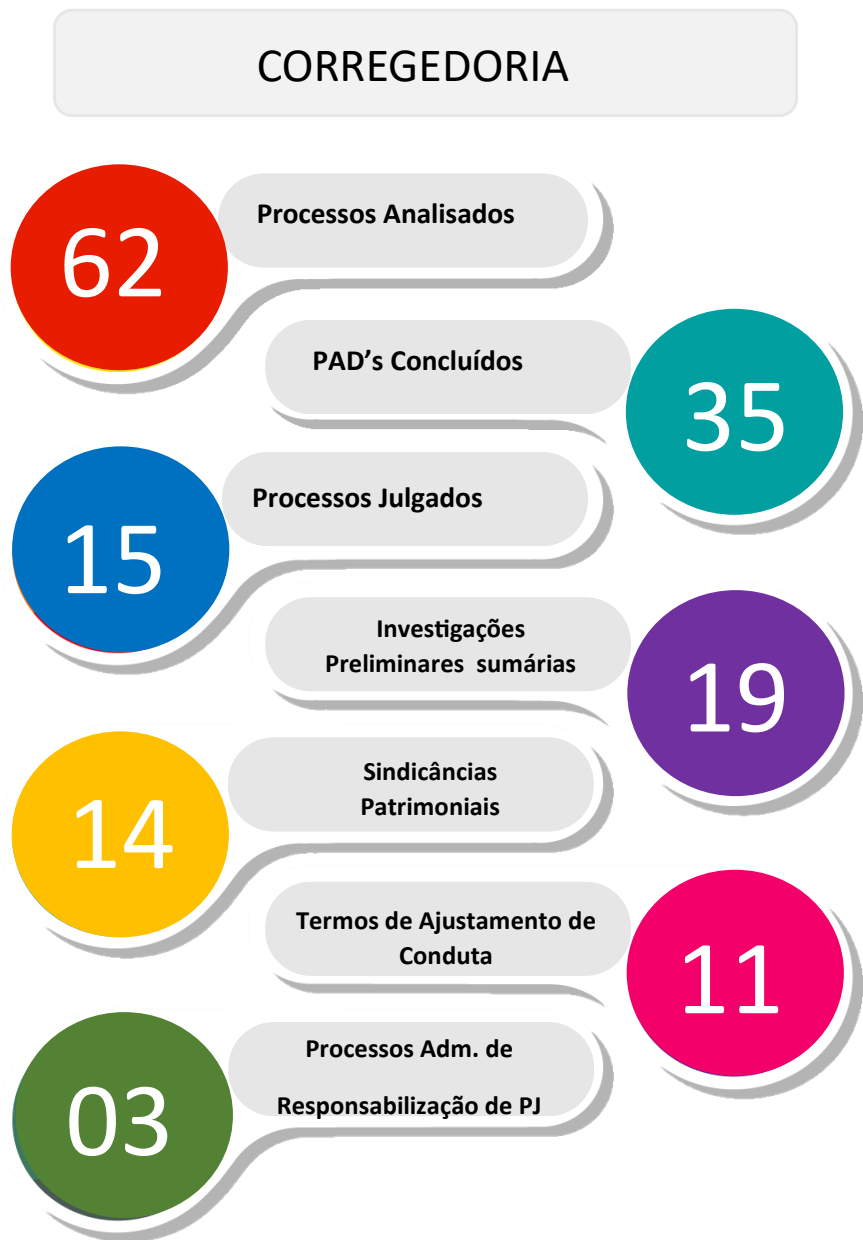 CORREGEDORIA
62
Processos Analisados
PAD’s Concluídos
35
15
Processos Julgados
Investigações
Preliminares sumárias
19
14
Sindicâncias
Patrimoniais
Termos de Ajustamento de
Conduta
11
03
Processos Adm. de
Responsabilização de PJ